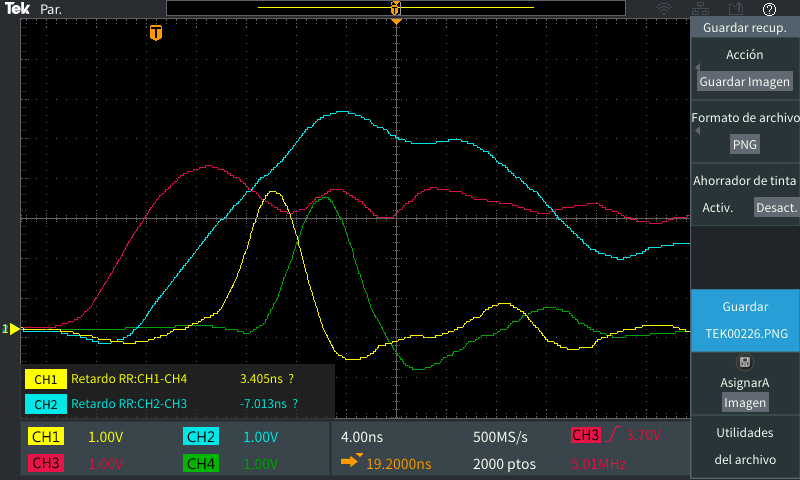 Tek Par.
T
Guardar recup.
Acción
Guardar Imagen
Formato de archivo
PNG
Ahorrador de tinta
Activ. Desact.
Guardar
TEK00226.PNG
AsignarA
Imagen
Utilidades
del archivo
CH1 Retardo RR:CH1-CH4 3.405ns ?
CH2 Retardo RR:CH2-CH3 -7.013ns ?
CH1 1.00V CH2 1.00V
CH3 1.00V CH4 1.00V
4.00ns 500MS/s CH3 3.70V
19.2000ns 2000 ptos 5.01MHz